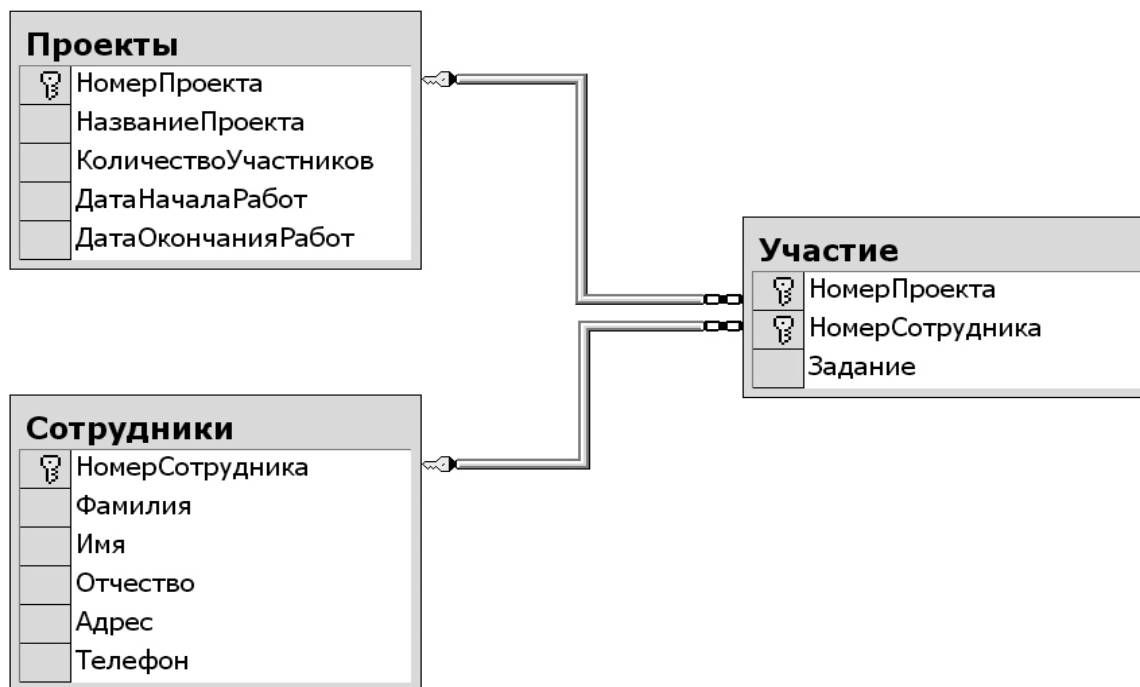 Проекты
НомерПроекта
НазваниеПроекта
КоличествоУчастников
ДатаНачалаРабот
ДатаОкончанияРабот
Участие
НомерПроекта
НомерСотрудника
Задание
Сотрудники
НомерСотрудника
Фамилия
Имя
Отчество
Адрес
Телефон